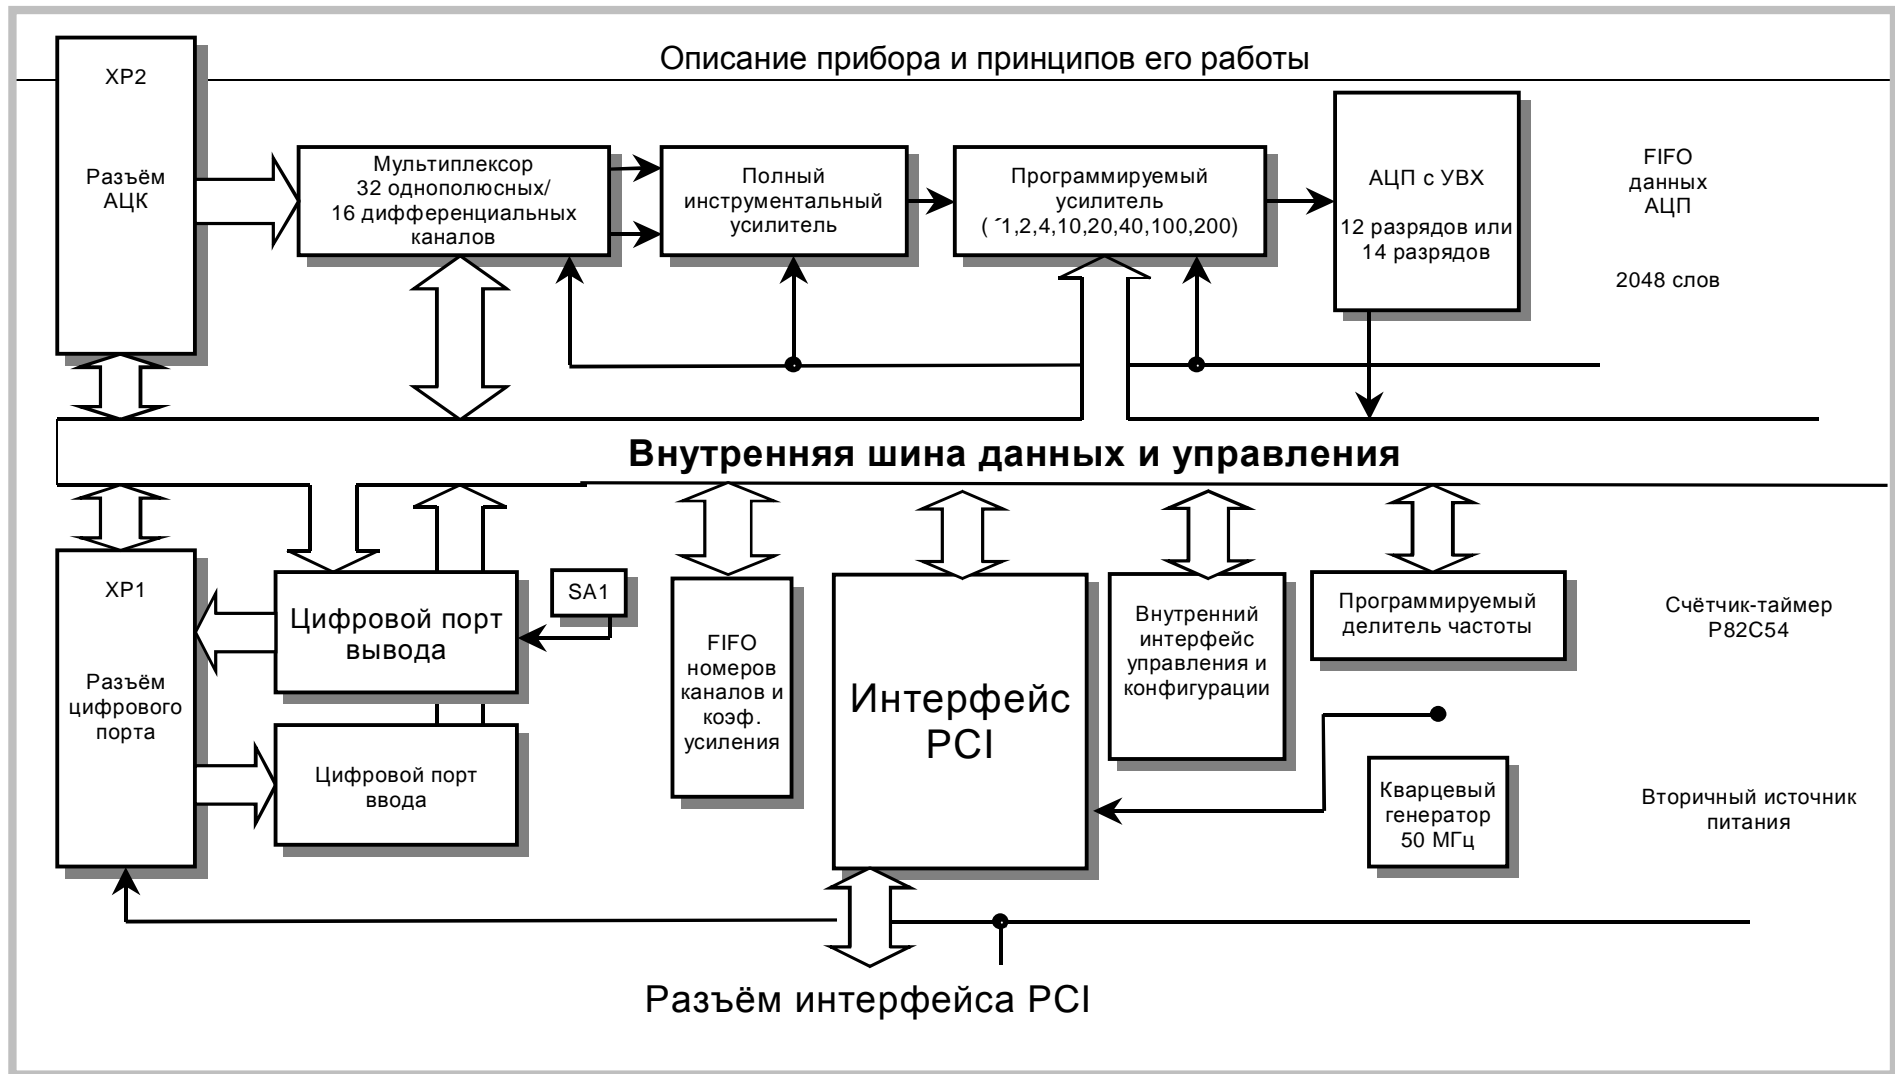 Описание прибора и принципов его работы
XP2
Разъём
АЦК
Мультиплексор
32 однополюсных/
16 дифференциальных
каналов
Полный
инструментальный
усилитель
Программируемый
усилитель
( ´1,2,4,10,20,40,100,200)
АЦП с УВХ
12 разрядов или
14 разрядов
FIFO
данных
АЦП
2048 слов
Внутренняя шина данных и управления
XP1
Разъём
цифрового
порта
Цифровой порт
вывода
SA1
Цифровой порт
ввода
FIFO
номеров
каналов и
коэф.
усиления
Интерфейс
PCI
Внутренний
интерфейс
управления и
конфигурации
Программируемый
делитель частоты
Счётчик-таймер
P82C54
Кварцевый
генератор
50 МГц
Вторичный источник
питания
Разъём интерфейса PCI